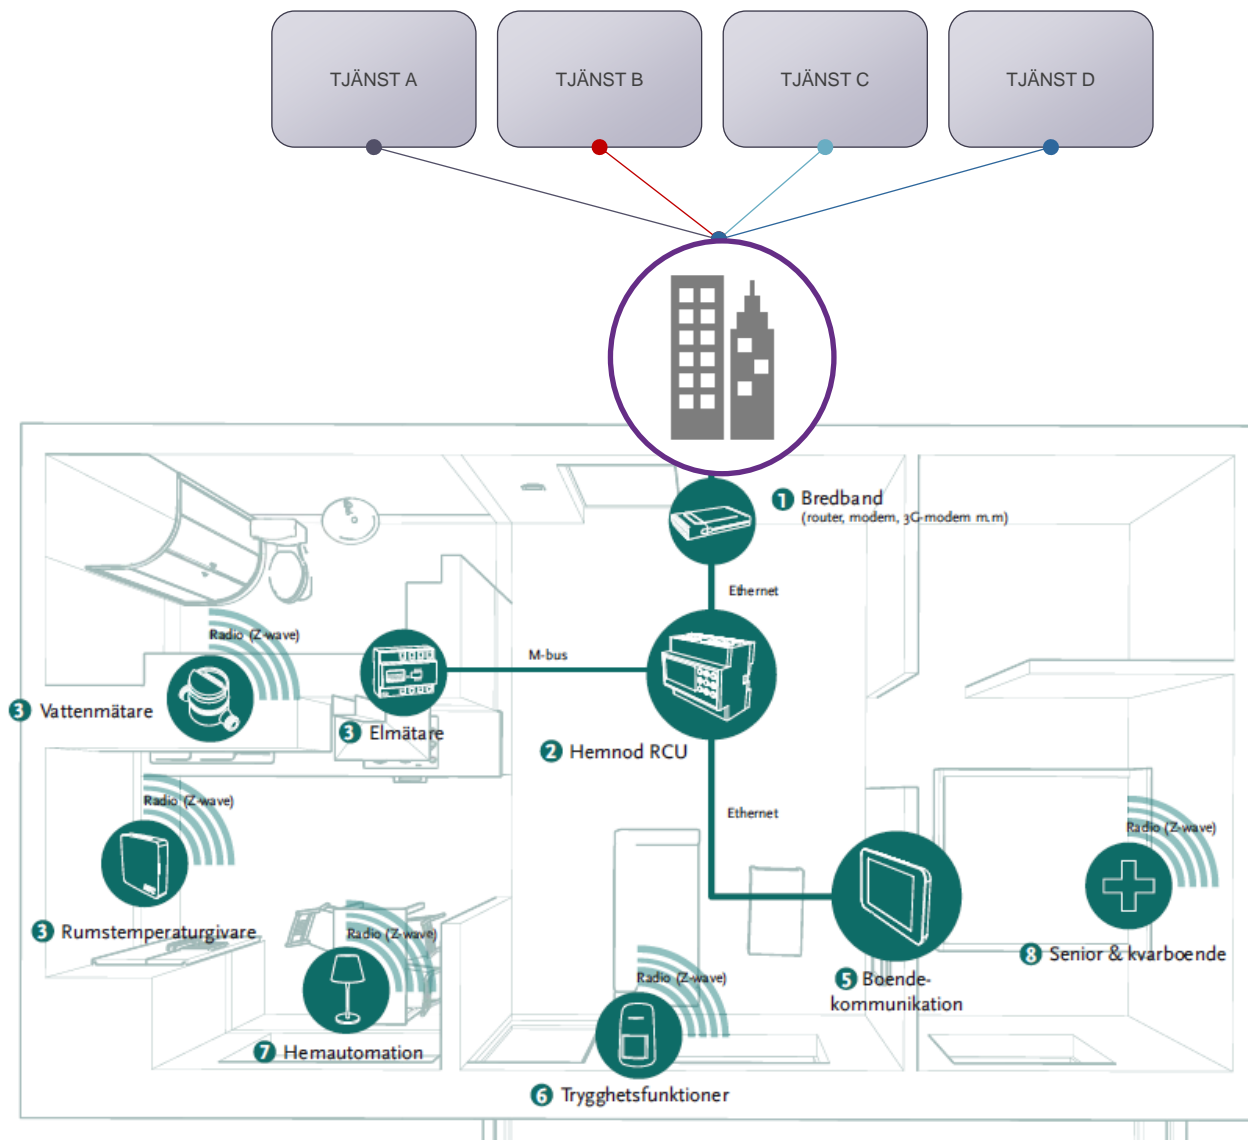 TJÄNST A
TJÄNST B
TJÄNST C
TJÄNST D
1 Bredband
(router, modem, 3G-modem m.m)
Ethernet
Radio (Z-wave)
M-bus
3 Vattenmätare
3 Elmätare
2 Hemnod RCU
Radio (Z-wave)
Ethernet
Radio (Z-wave)
3 Rumstemperaturgivare
Radio (Z-wave)
8 Senior & kvarboende
Radio (Z-wave)
5 Boende-
kommunikation
7 Hemautomation
6 Trygghetsfunktioner